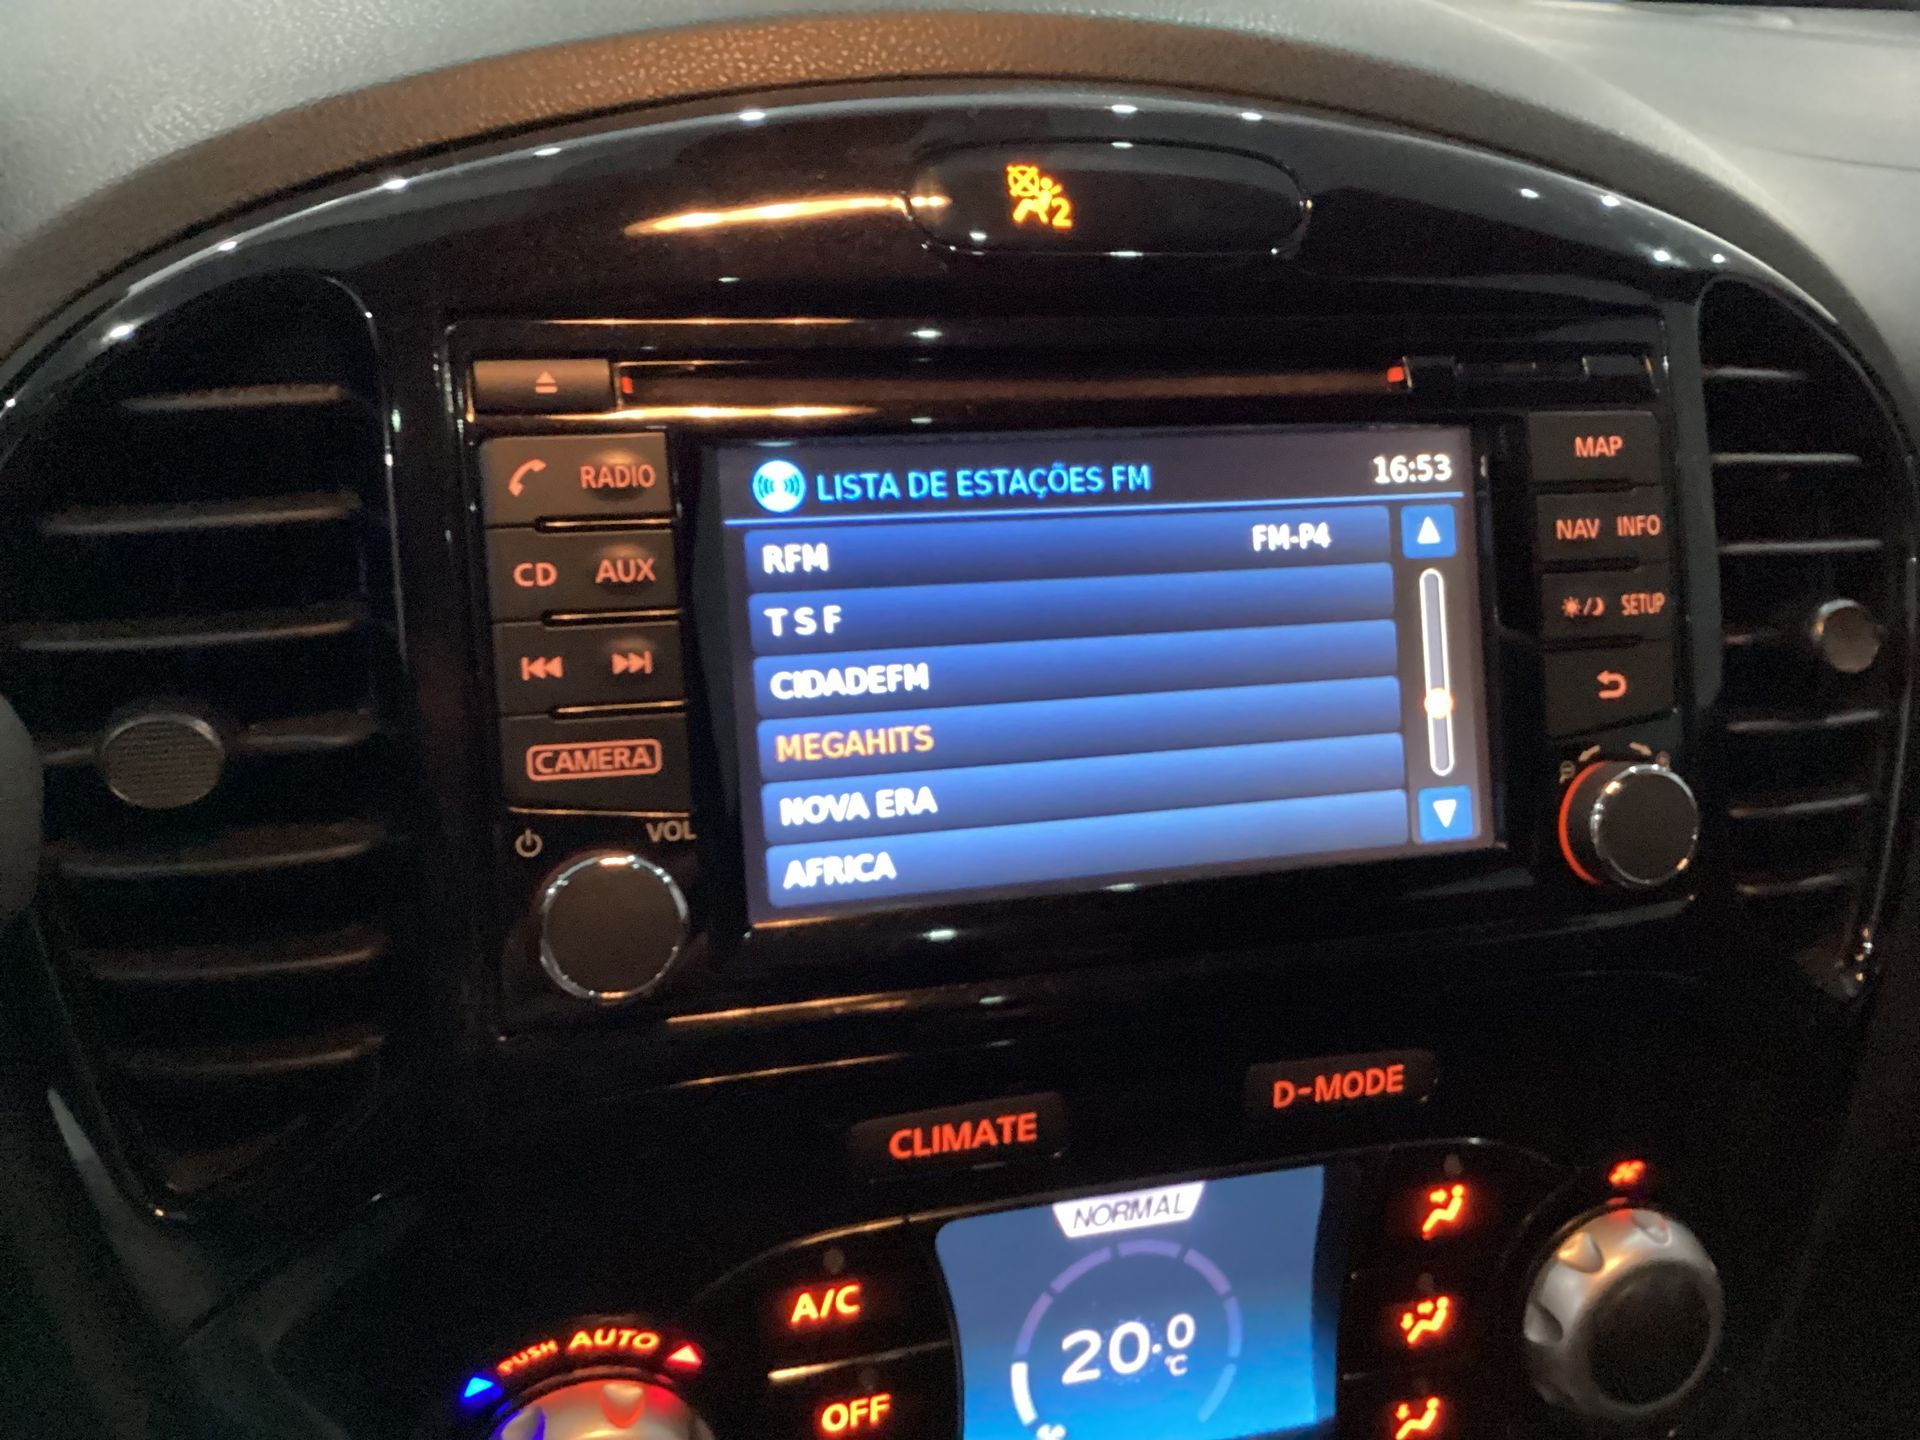 2
MAP
LISTA DE ESTAÇÕES FM 16:53
RADIO
NAV INFO
RFM FM-P4
CD AUX
T S F
SETUP
CIDADEFM
MEGAHITS
CAMERA
NOVA ERA
VOL
AFRICA
D-MODE
CLIMATE
NORMAL
A/C
20.0
°C
PUSH AUTO
OFF